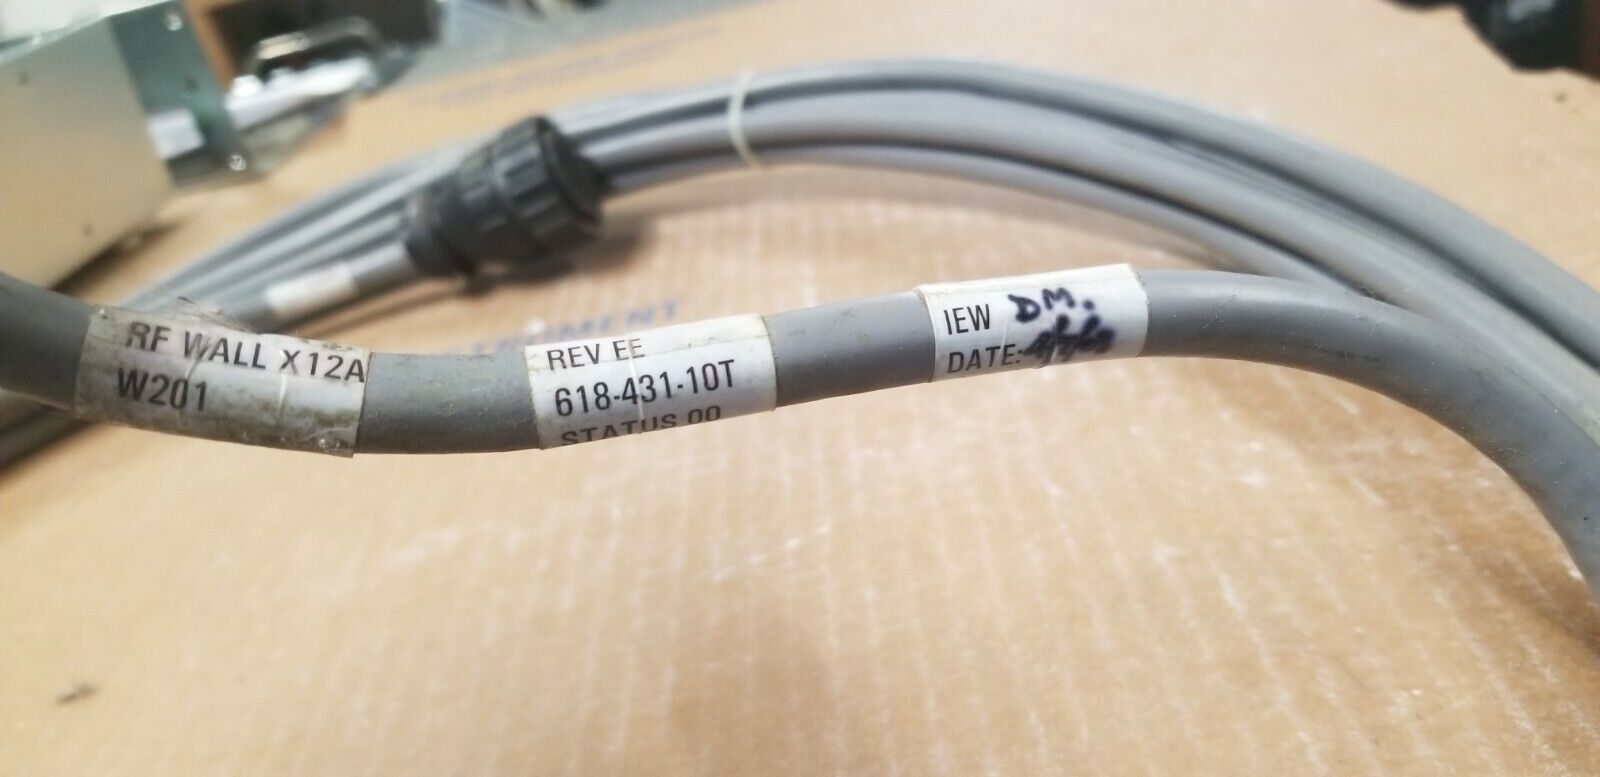 RF WALL X12A
W201
REV EE
618-431-10T
STATUS 00
IEW DM.
DATE: